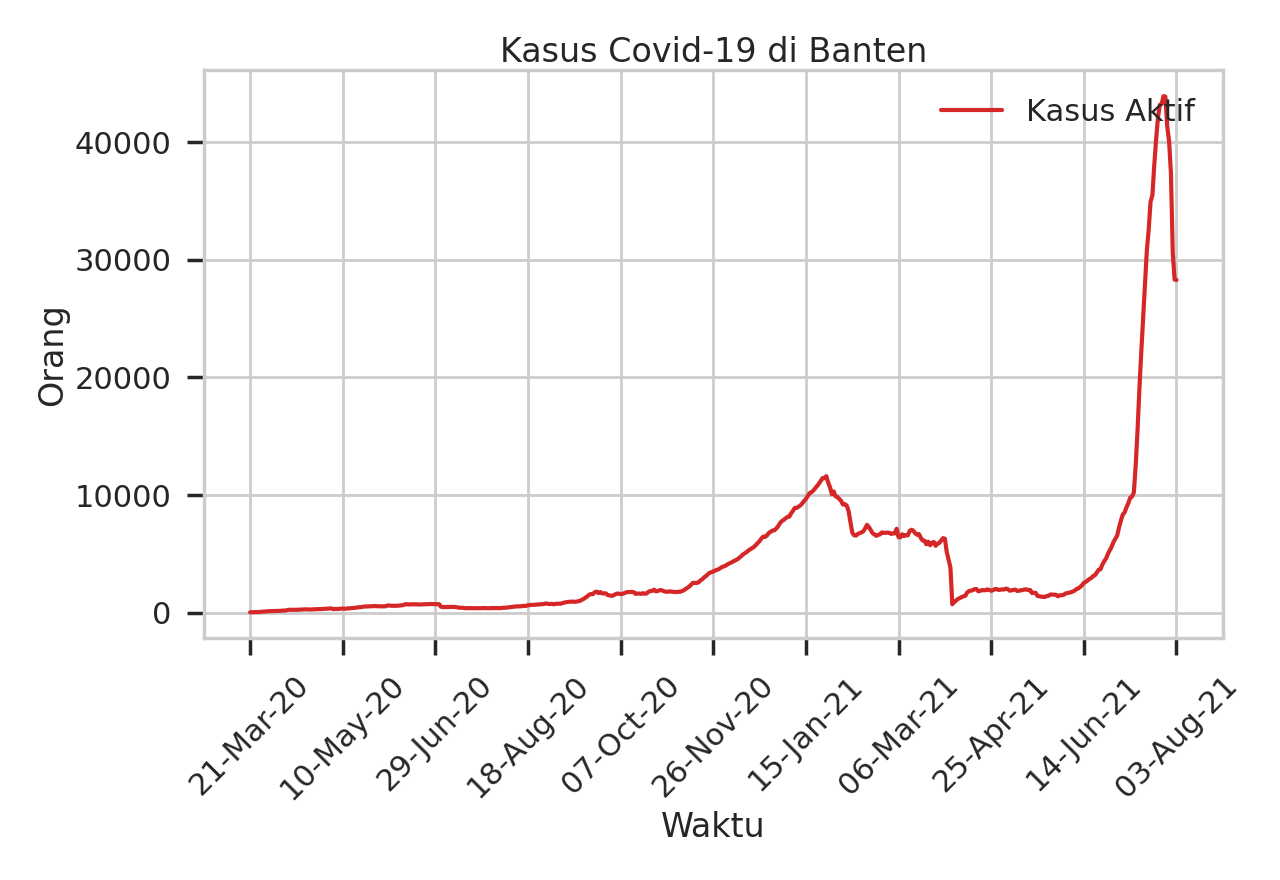 Kasus Covid-19 di Banten
Kasus Aktif
Orang
40000
30000
20000
10000
0
21-Mar-20
10-May-20
29-Jun-20
18-Aug-20
07-Oct-20
26-Nov-20
15-Jan-21
06-Mar-21
25-Apr-21
14-Jun-21
03-Aug-21
Waktu